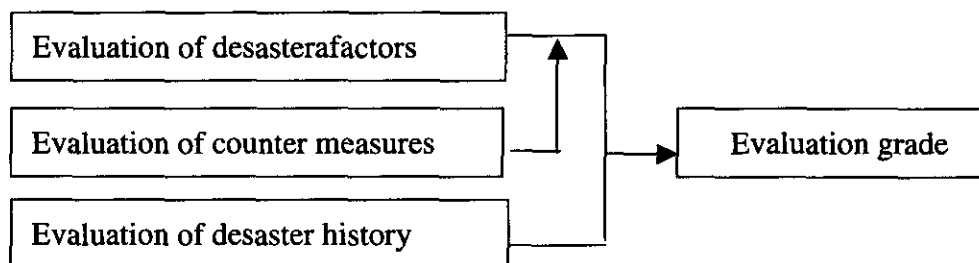 Evaluation of desasterafactors
Evaluation of counter measures
Evaluation grade
Evaluation of desaster history